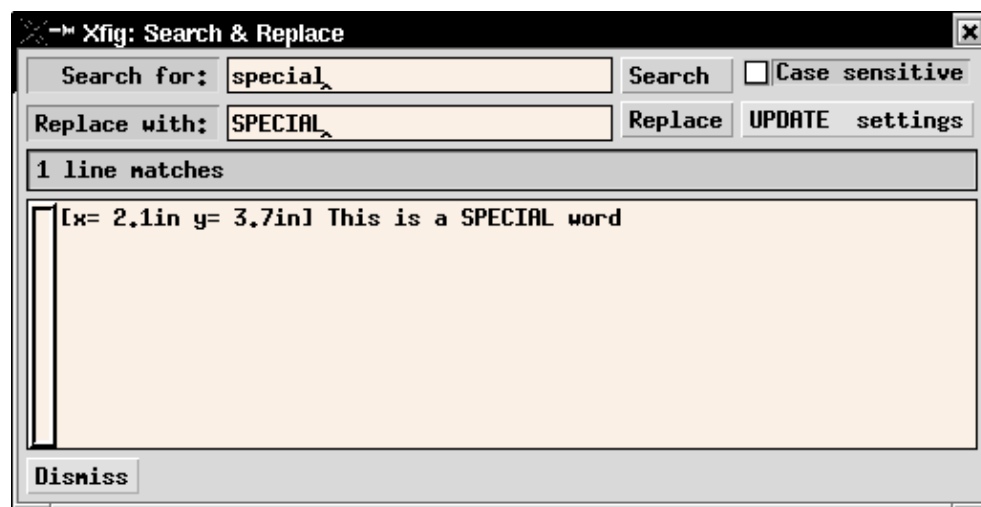 Xfig: Search & Replace
Search for: special Search Case sensitive
Replace with: SPECIAL Replace UPDATE settings
1 line matches
[x= 2.1in y= 3.7in] This is a SPECIAL word
Dismiss